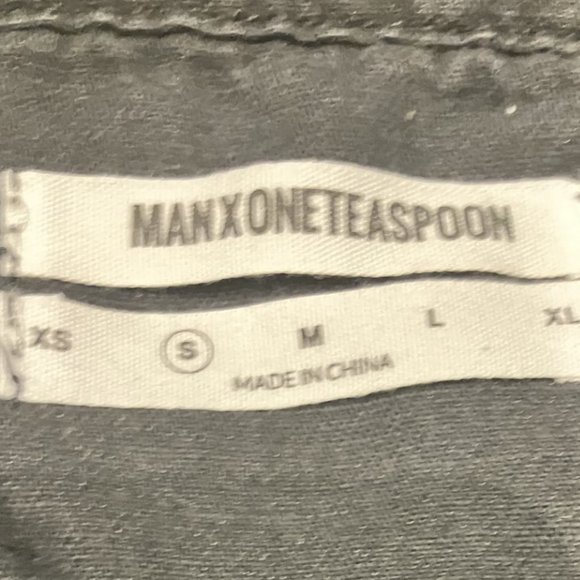 MANXONETEASPOON
XS S M L XL
MADE IN CHINA